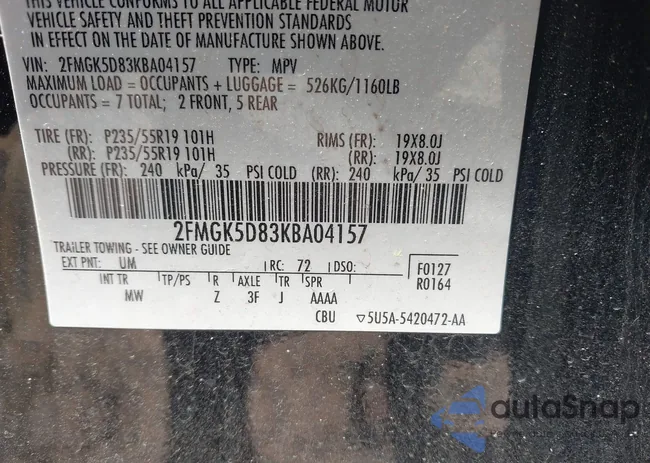 THIS VEHICLE CONFORMS TO ALL APPLICABLE FEDERAL MOTOR
VEHICLE SAFETY AND THEFT PREVENTION STANDARDS
IN EFFECT ON THE DATE OF MANUFACTURE SHOWN ABOVE.
VIN: 2FMGK5D83KBA04157 TYPE: MPV
MAXIMUM LOAD = OCCUPANTS + LUGGAGE = 526KG/1160LB
OCCUPANTS = 7 TOTAL; 2 FRONT, 5 REAR
TIRE (FR): P235/55R19 101H RIMS (FR): 19X8.0J
(RR): P235/55R19 101H (RR): 19X8.0J
PRESSURE (FR): 240 kPa/ 35 PSI COLD (RR): 240 kPa/ 35 PSI COLD
2FMGK5D83KBA04157
TRAILER TOWING - SEE OWNER GUIDE
EXT PNT: UM RC: 72 DSO: F0127
INT TR TP/PS R AXLE TR SPR R0164
MW Z 3F J AAAA
CBU ▽5U5A-5420472-AA
autoSnap